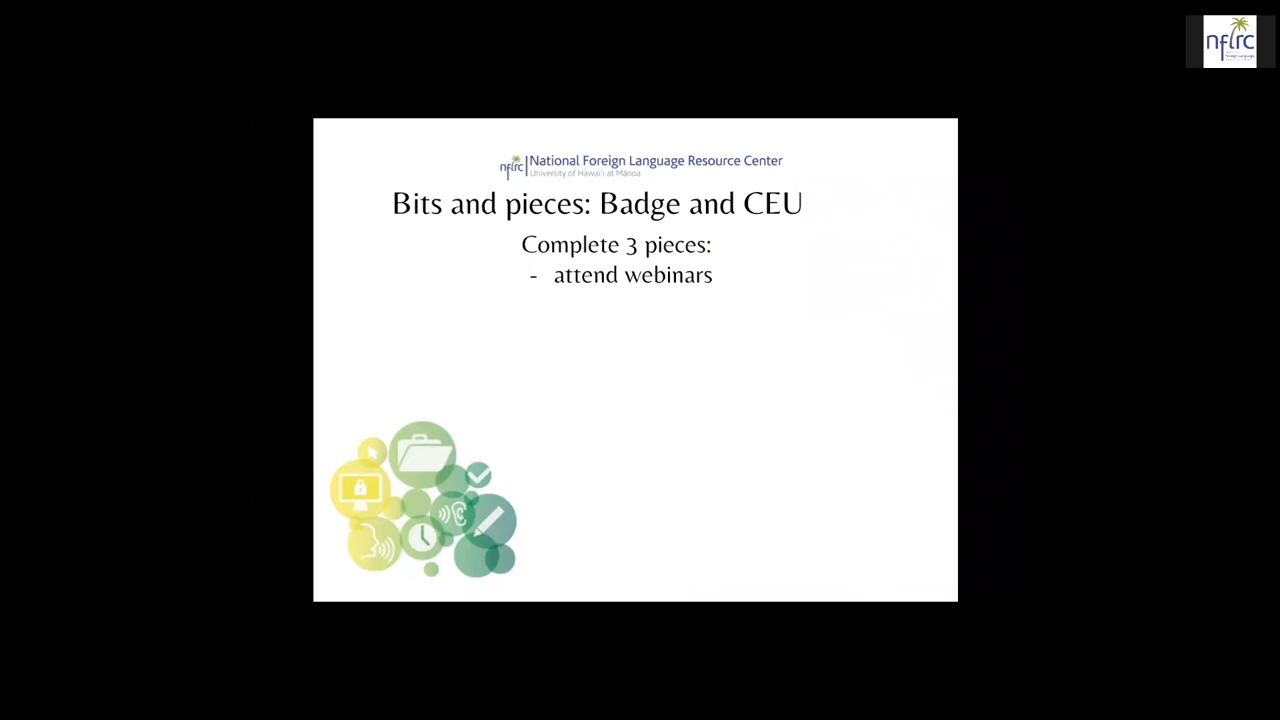 nflrc
nflrc National Foreign Language Resource Center
University of Hawai'i at Mānoa
Bits and pieces: Badge and CEU
Complete 3 pieces:
- attend webinars